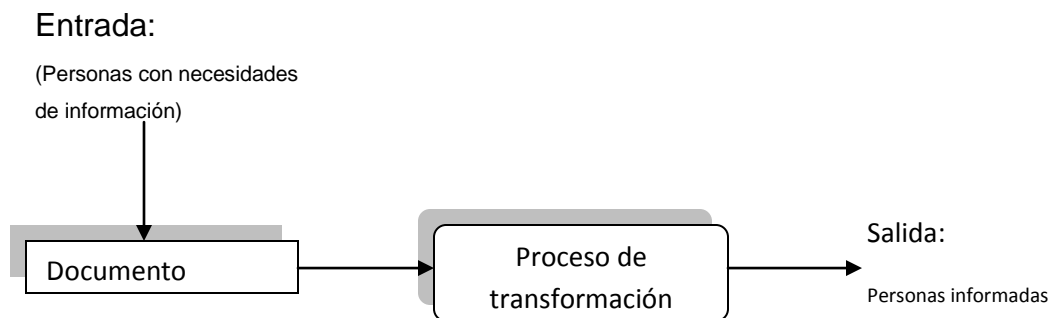 Entrada:
(Personas con necesidades
de información)
Documento
Proceso de
transformación
Salida:
Personas informadas